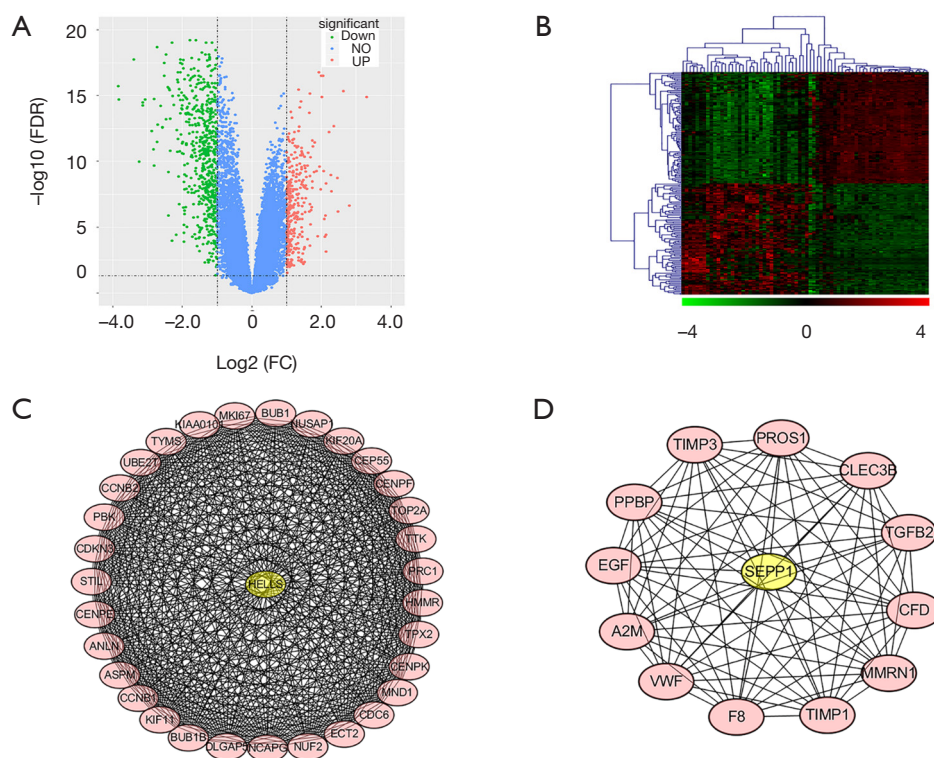 A
20
15
10
5
0
−log10 (FDR)
−4.0
−2.0
0
2.0
4.0
Log2 (FC)
significant
Down
NO
UP
B
−4
0
4
C
BUB1
MKI67
NUSAP1
KIAA0101
KIF20A
TYMS
CEP55
UBE2T
CENPF
CCNB2
TOP2A
PBK
TTK
CDKN3
PRC1
STIL
HELLS
HMMR
CENPE
TPX2
ANLN
CENPK
ASPM
MND1
CCNB1
CDC6
KIF11
ECT2
BUB1B
NUF2
DLGAP5
NCAPG
D
TIMP3
PROS1
CLEC3B
PPBP
TGFB2
EGF
SEPP1
CFD
A2M
MMRN1
VWF
F8
TIMP1